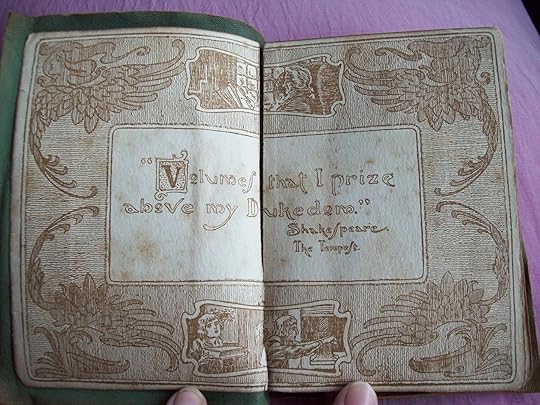 "Volumes that I prize
above my Dukedom."
Shakespeare.
The Tempest.